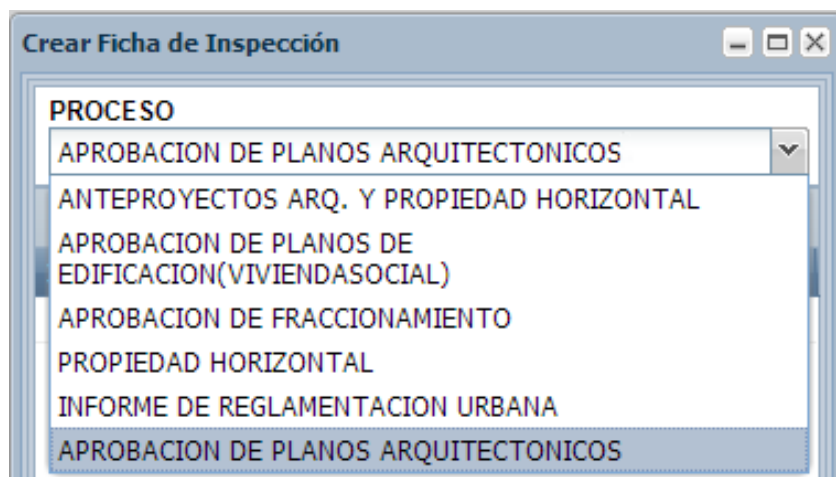 Crear Ficha de Inspección
PROCESO
APROBACION DE PLANOS ARQUITECTONICOS
ANTEPROYECTOS ARQ. Y PROPIEDAD HORIZONTAL
APROBACION DE PLANOS DE
EDIFICACION(VIVIENDASOCIAL)
APROBACION DE FRACCIONAMIENTO
PROPIEDAD HORIZONTAL
INFORME DE REGLAMENTACION URBANA
APROBACION DE PLANOS ARQUITECTONICOS